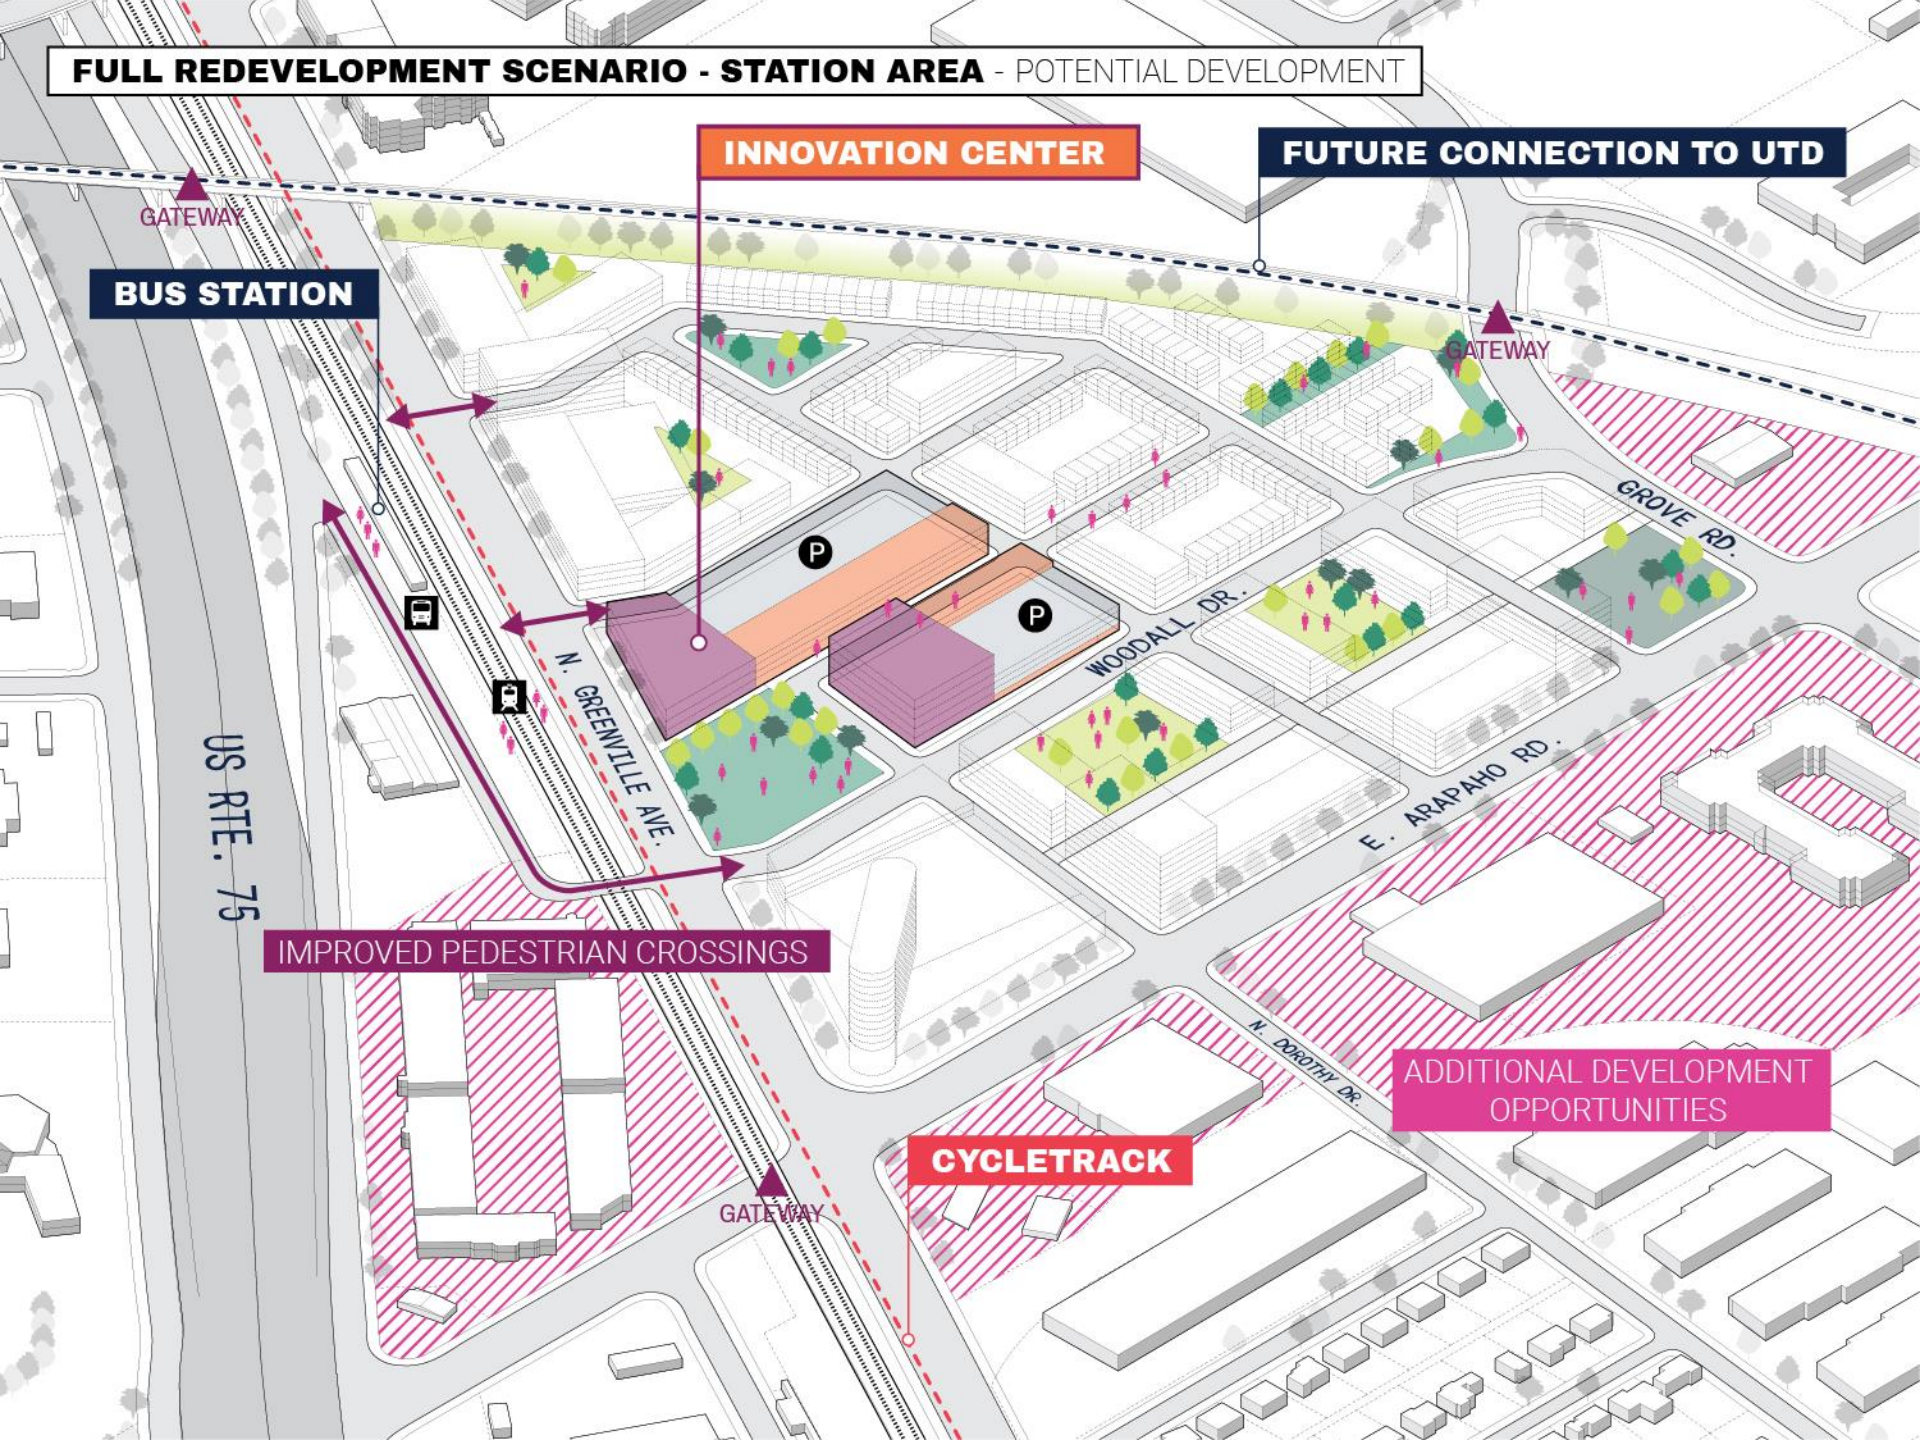 FULL REDEVELOPMENT SCENARIO - STATION AREA - POTENTIAL DEVELOPMENT
INNOVATION CENTER
FUTURE CONNECTION TO UTD
GATEWAY
BUS STATION
GATEWAY
GROVE RD.
P
P
WOODALL DR.
N. GREENVILLE AVE.
US RTE. 75
E. ARAPAHO RD.
IMPROVED PEDESTRIAN CROSSINGS
N. DOROTHY DR.
ADDITIONAL DEVELOPMENT
OPPORTUNITIES
CYCLETRACK
GATEWAY